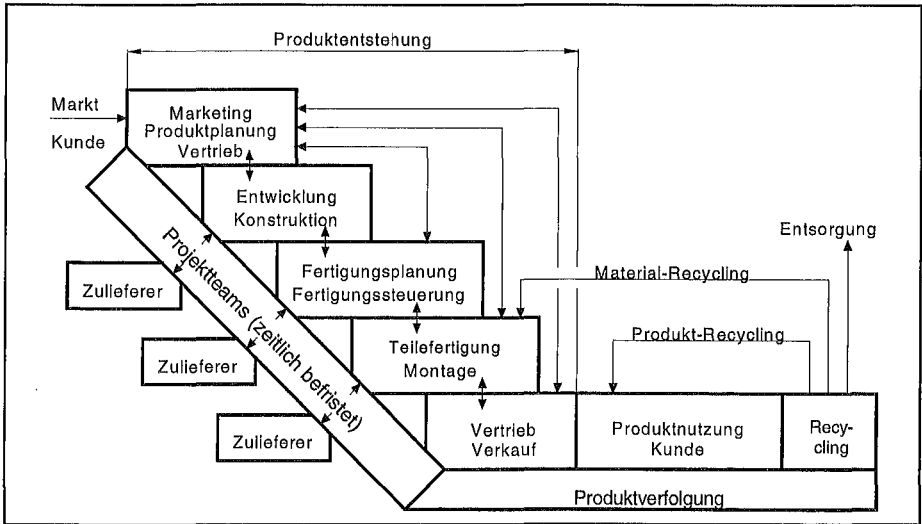 Produktentstehung
Markt
Kunde
Marketing
Produktplanung
Vertrieb
Entwicklung
Konstruktion
Fertigungsplanung
Fertigungssteuerung
Teilefertigung
Montage
Vertrieb
Verkauf
Produktnutzung
Kunde
Recy-
cling
Entsorgung
Material-Recycling
Produkt-Recycling
Projektteams (zeitlich befristet)
Zulieferer
Zulieferer
Zulieferer
Produktverfolgung